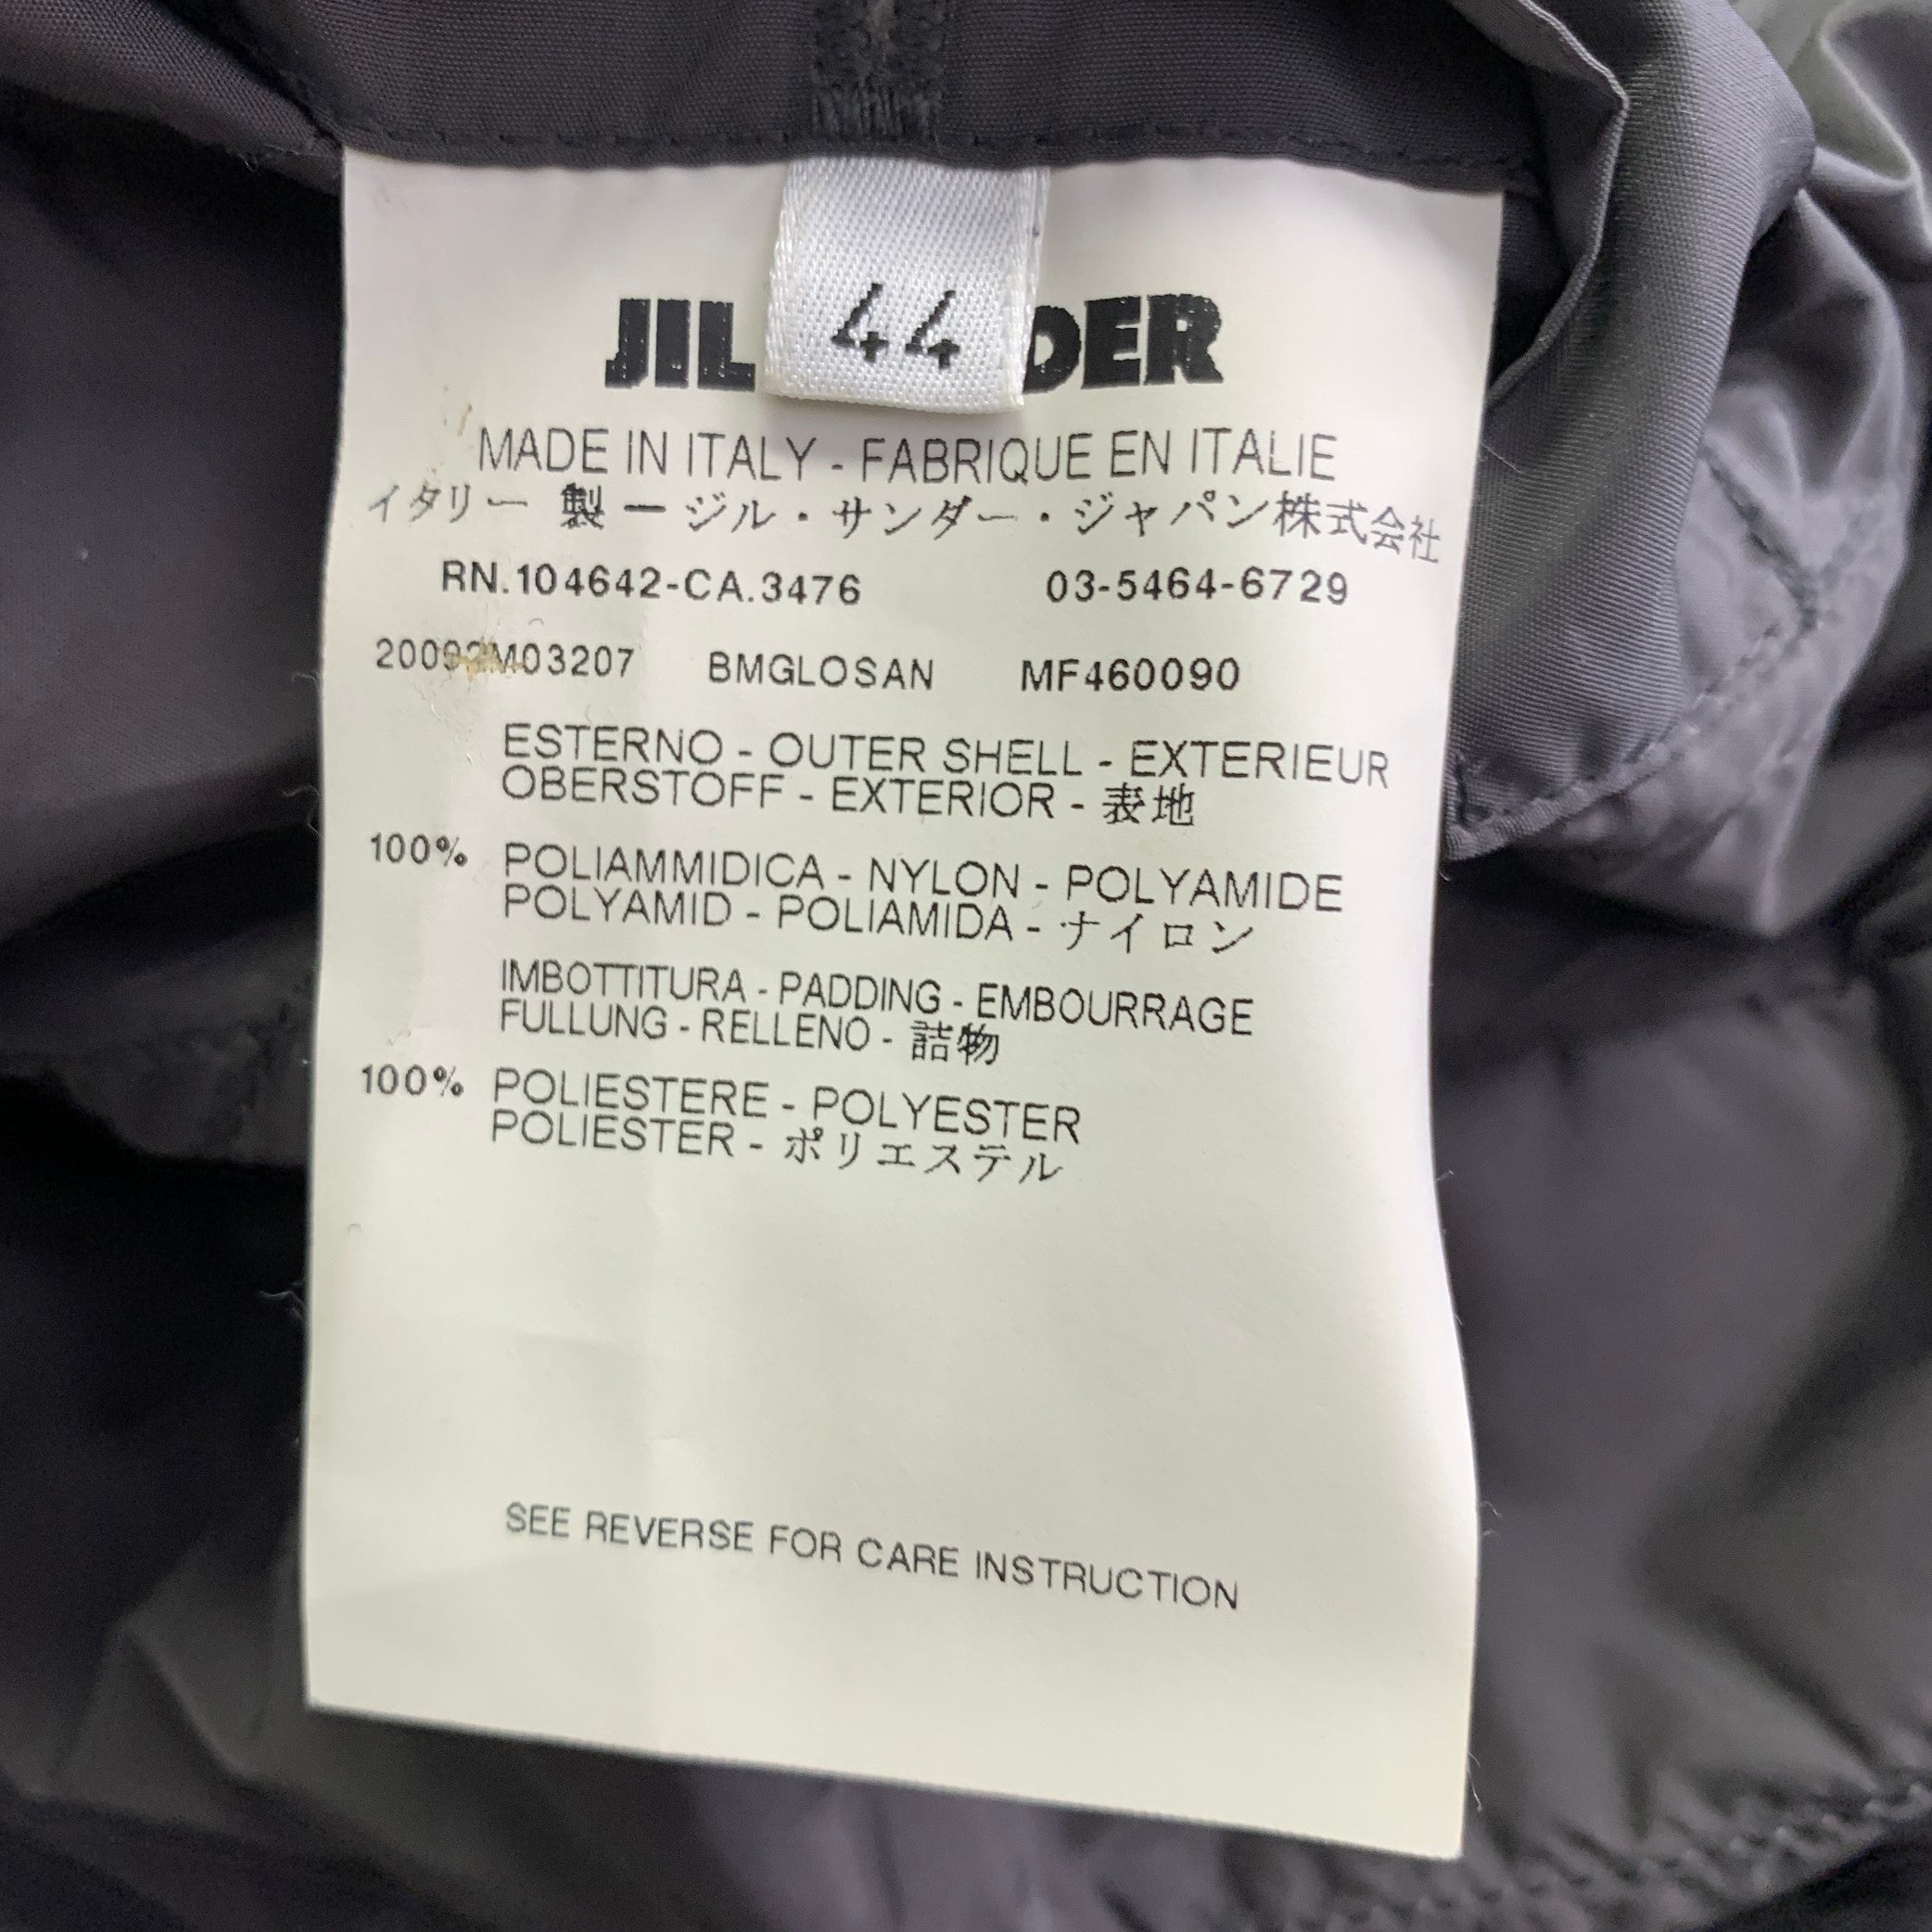 JIL 44 DER
MADE IN ITALY - FABRIQUE EN ITALIE
イタリー 製 ー ジル・サンダー・ジャパン株式会社
RN.104642-CA.3476 03-5464-6729
20092M03207 BMGLOSAN MF460090
ESTERNO - OUTER SHELL - EXTERIEUR
OBERSTOFF - EXTERIOR - 表地
100% POLIAMMIDICA - NYLON - POLYAMIDE
POLYAMID - POLIAMIDA - ナイロン
IMBOTTITURA - PADDING - EMBOURRAGE
FULLUNG - RELLENO - 詰物
100% POLIESTERE - POLYESTER
POLIESTER - ポリエステル
SEE REVERSE FOR CARE INSTRUCTION